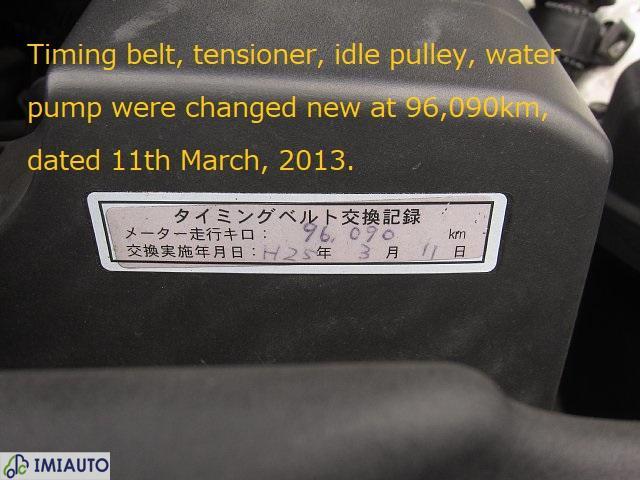 Timing belt, tensioner, idle pulley, water
pump were changed new at 96,090km,
dated 11th March, 2013.
タイミングベルト交換記録
メーター走行キロ： 96,090 km
交換実施年月日：H25年 3月 11日
IMIAUTO